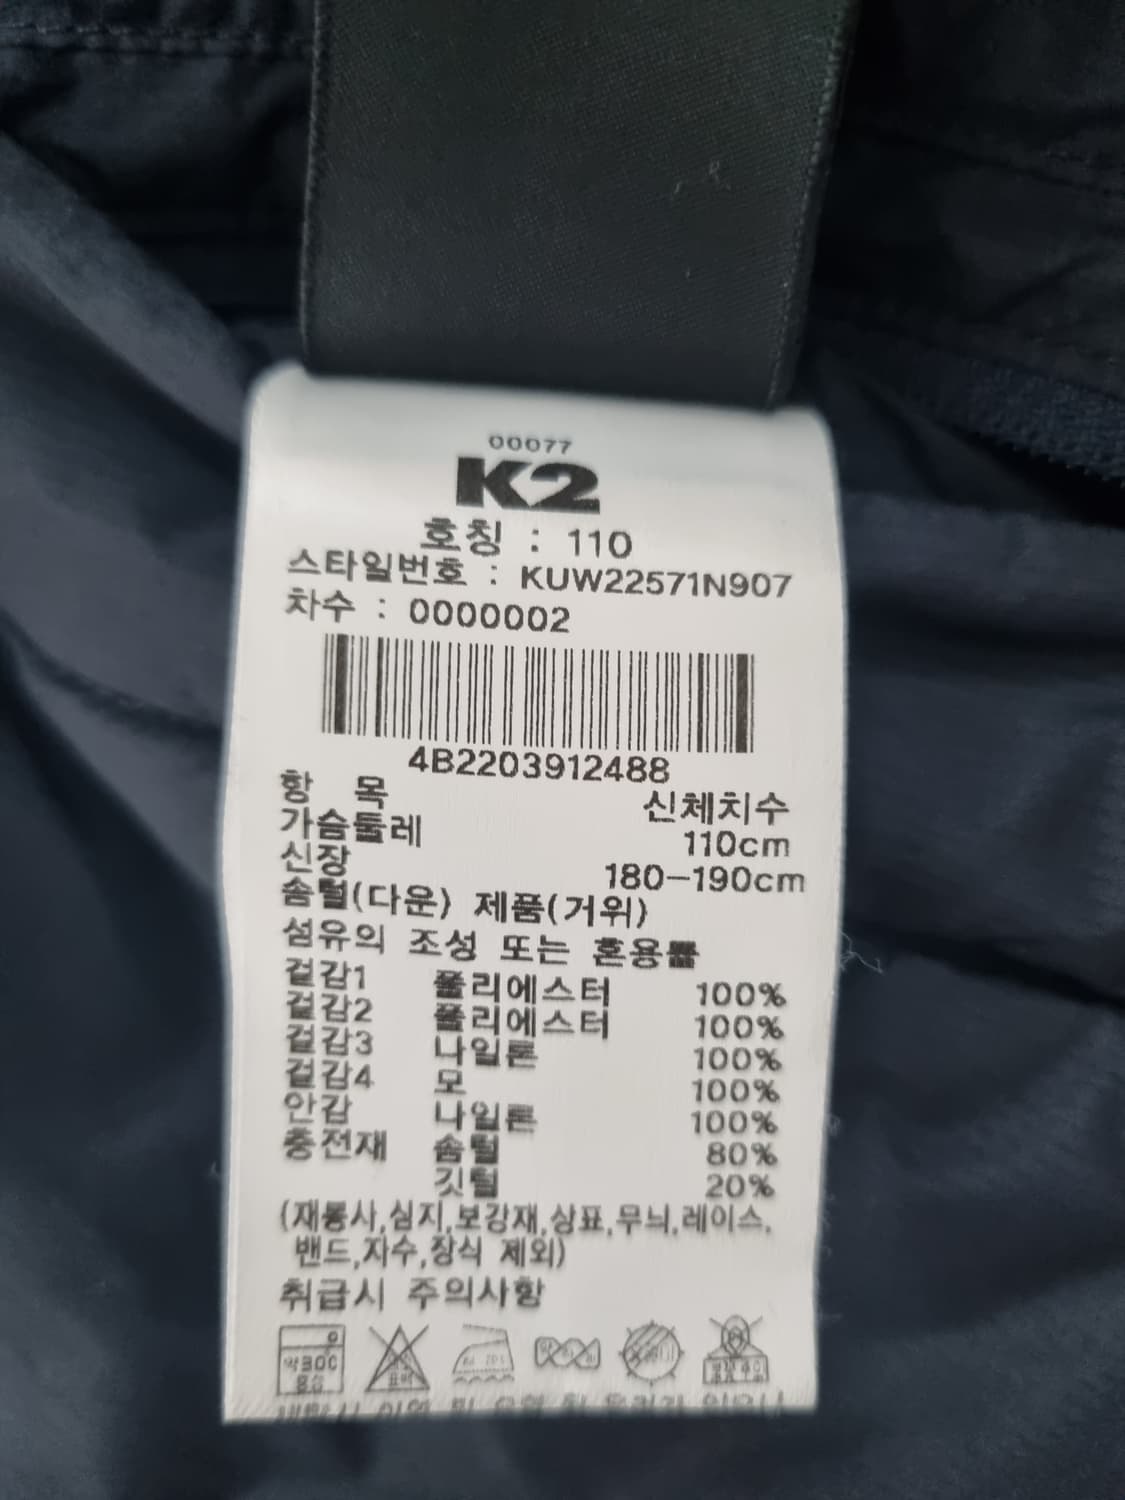 00077
K2
호칭 : 110
스타일번호 : KUW22571N907
차수 : 0000002
4B2203912488
항 목 신체치수
가슴둘레 110cm
신장 180-190cm
솜털(다운) 제품(거위)
섬유의 조성 또는 혼용률
겉감1 폴리에스터 100%
겉감2 폴리에스터 100%
겉감3 나일론 100%
겉감4 모 100%
안감 나일론 100%
충전재 솜털 80%
깃털 20%
(재봉사,심지,보강재,상표,무늬,레이스,
밴드,자수,장식 제외)
취급시 주의사항
약30℃
중성